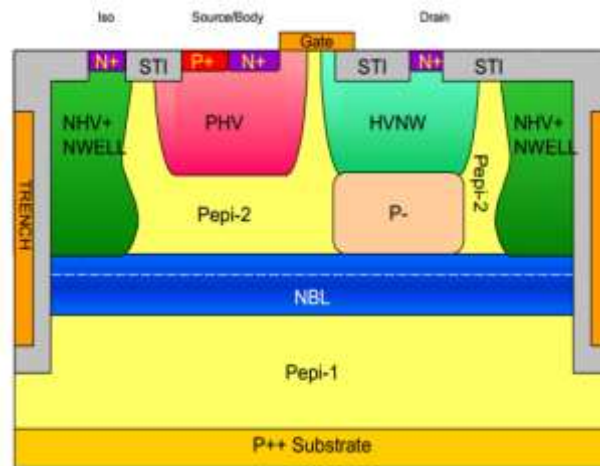 Iso
Source/Body
Drain
Gate
N+
STI
P+
N+
STI
N+
STI
NHV+
NWELL
PHV
HVNW
NHV+
NWELL
TRENCH
Pepi-2
P-
Pepi-2
NBL
Pepi-1
P++ Substrate